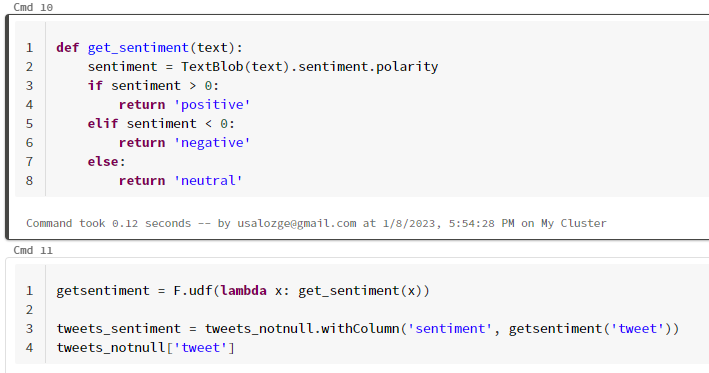 Cmd 10
1 def get_sentiment(text):
2     sentiment = TextBlob(text).sentiment.polarity
3     if sentiment > 0:
4         return 'positive'
5     elif sentiment < 0:
6         return 'negative'
7     else:
8         return 'neutral'
Command took 0.12 seconds -- by usalozge@gmail.com at 1/8/2023, 5:54:28 PM on My Cluster
Cmd 11
1 getsentiment = F.udf(lambda x: get_sentiment(x))
2
3 tweets_sentiment = tweets_notnull.withColumn('sentiment', getsentiment('tweet'))
4 tweets_notnull['tweet']